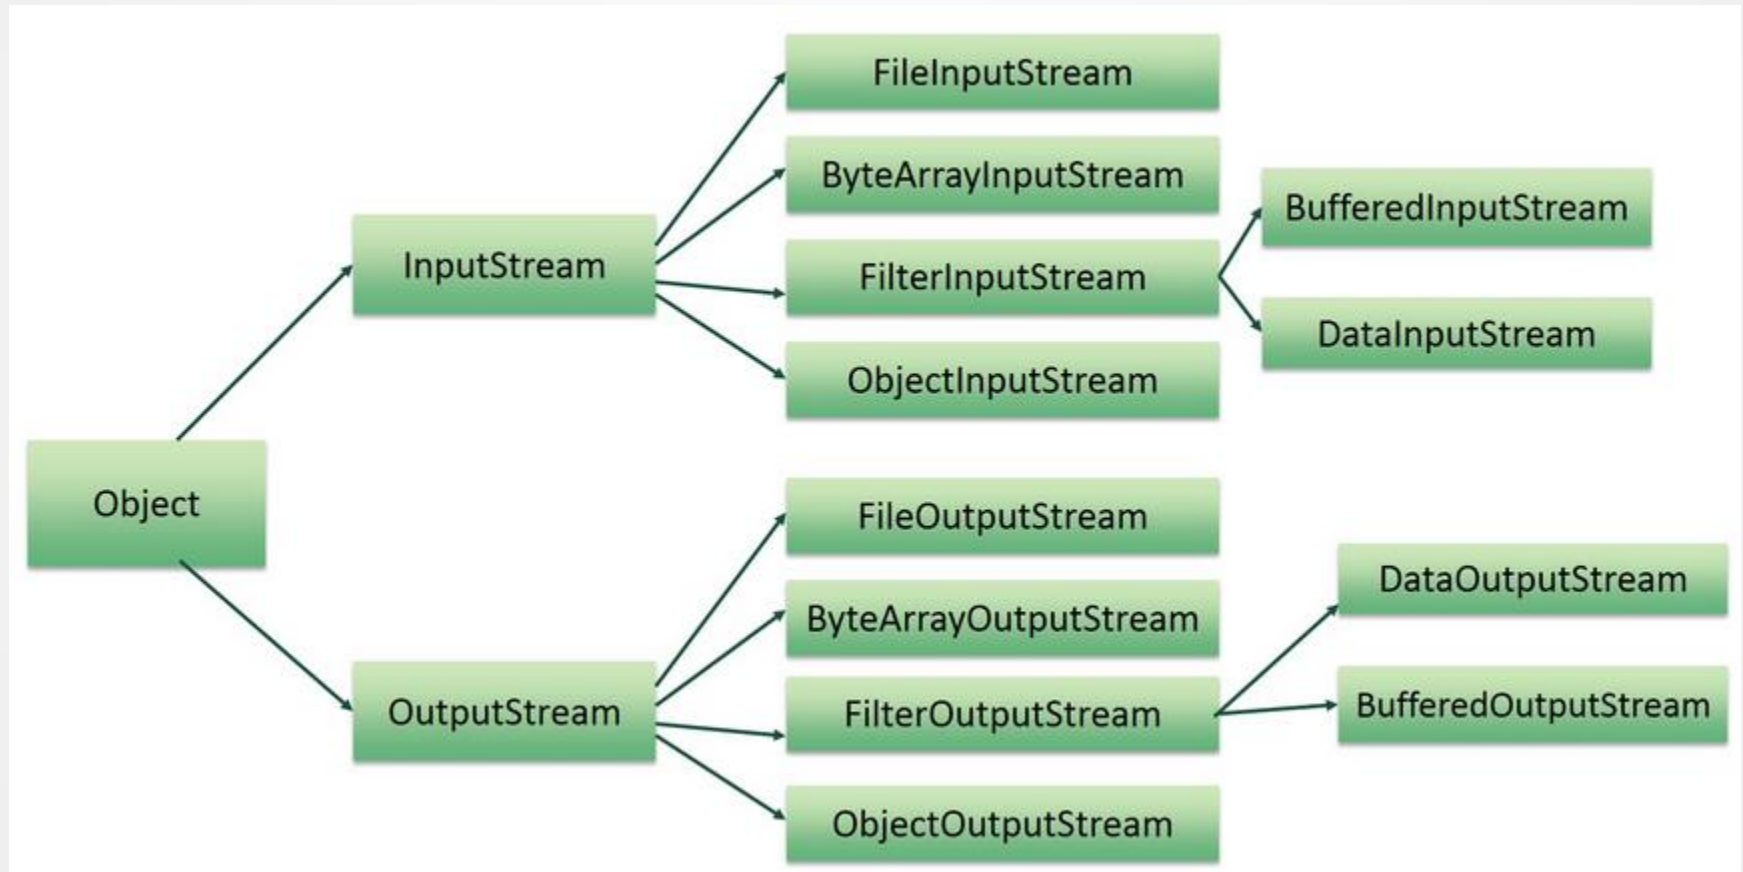 FileInputStream
ByteArrayInputStream
BufferedInputStream
InputStream
FilterInputStream
DataInputStream
ObjectInputStream
Object
FileOutputStream
DataOutputStream
ByteArrayOutputStream
OutputStream
FilterOutputStream
BufferedOutputStream
ObjectOutputStream